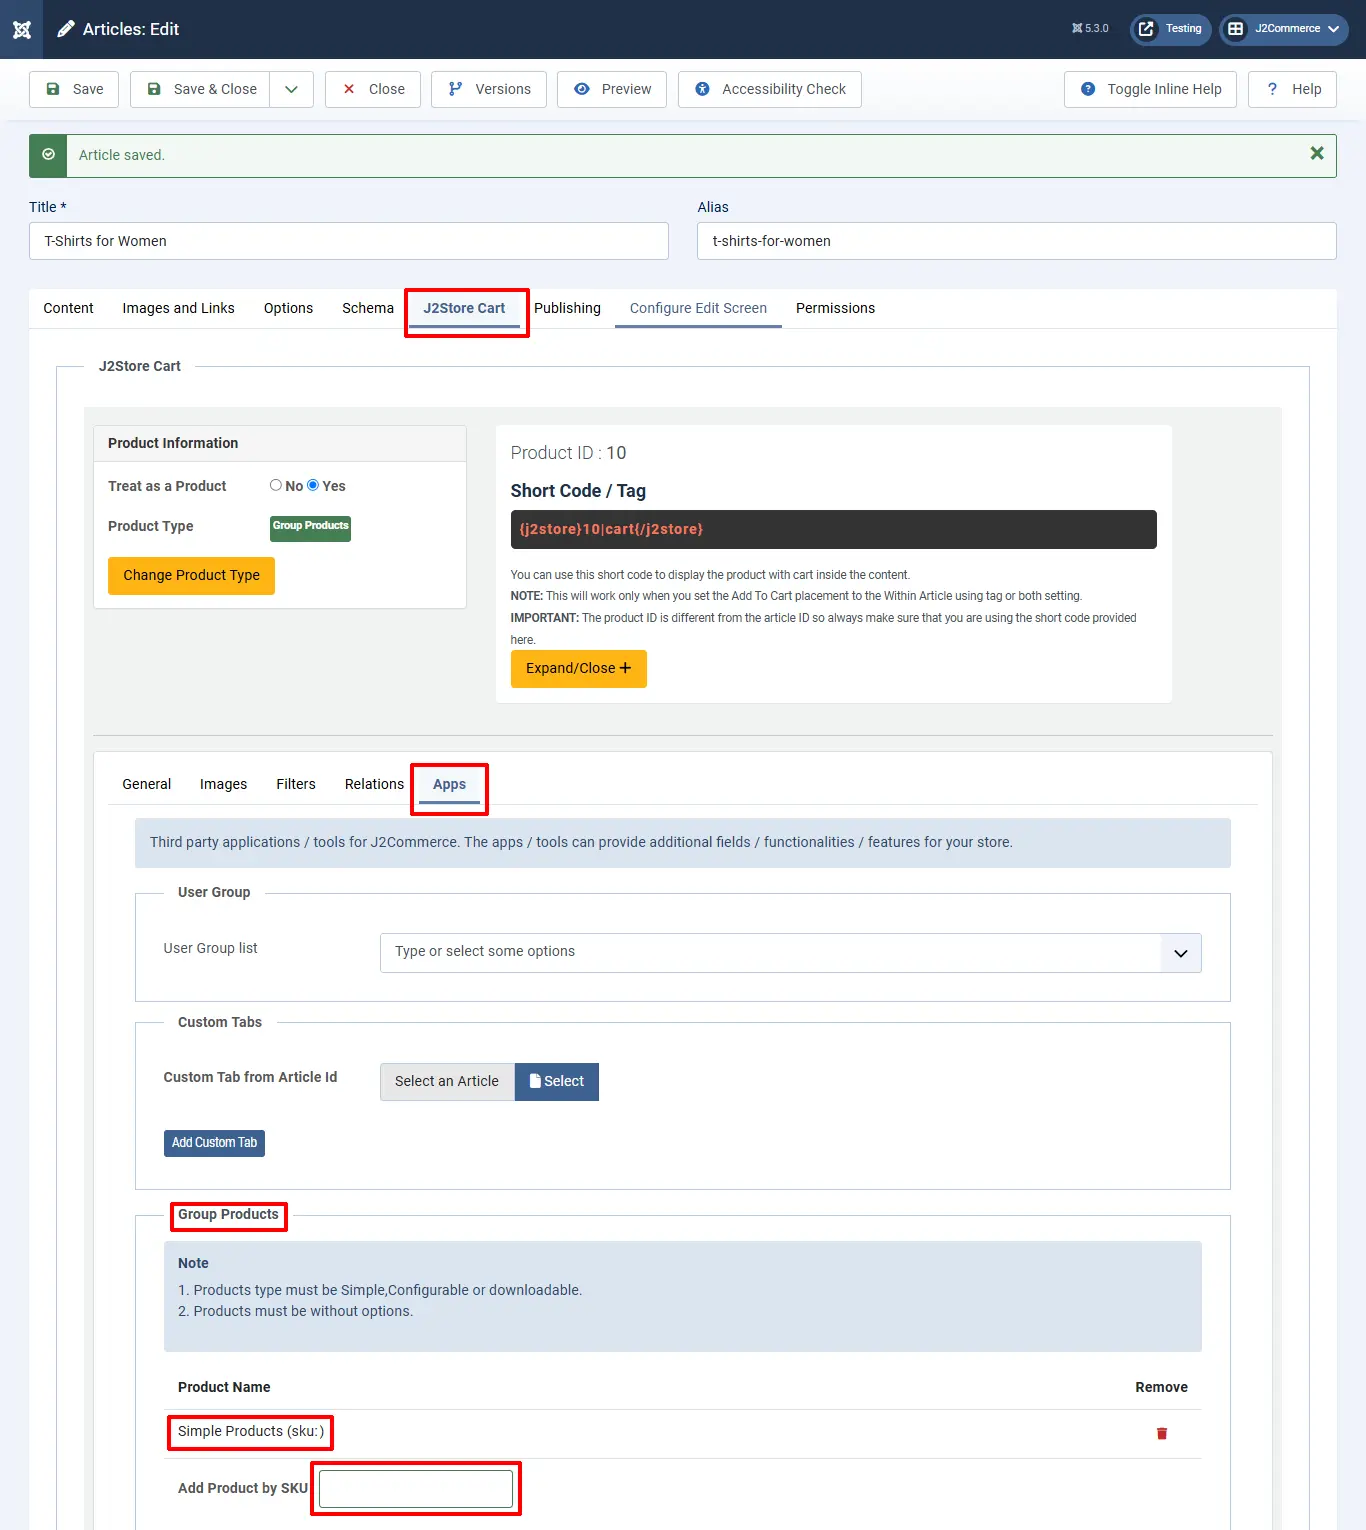 Articles: Edit
5.3.0
Testing
J2Commerce
Save
Save & Close
Close
Versions
Preview
Accessibility Check
Toggle Inline Help
? Help
Article saved.
Title *
Alias
T-Shirts for Women
t-shirts-for-women
Content
Images and Links
Options
Schema
J2Store Cart
Publishing
Configure Edit Screen
Permissions
J2Store Cart
Product Information
Treat as a Product
No
Yes
Product Type
Group Products
Change Product Type
Product ID : 10
Short Code / Tag
{j2store}10|cart{/j2store}
You can use this short code to display the product with cart inside the content.
NOTE: This will work only when you set the Add To Cart placement to the Within Article using tag or both setting.
IMPORTANT: The product ID is different from the article ID so always make sure that you are using the short code provided
here.
Expand/Close +
General
Images
Filters
Relations
Apps
Third party applications / tools for J2Commerce. The apps / tools can provide additional fields / functionalities / features for your store.
User Group
User Group list
Type or select some options
Custom Tabs
Custom Tab from Article Id
Select an Article
Select
Add Custom Tab
Group Products
Note
1. Products type must be Simple,Configurable or downloadable.
2. Products must be without options.
Product Name
Remove
Simple Products (sku:)
Add Product by SKU